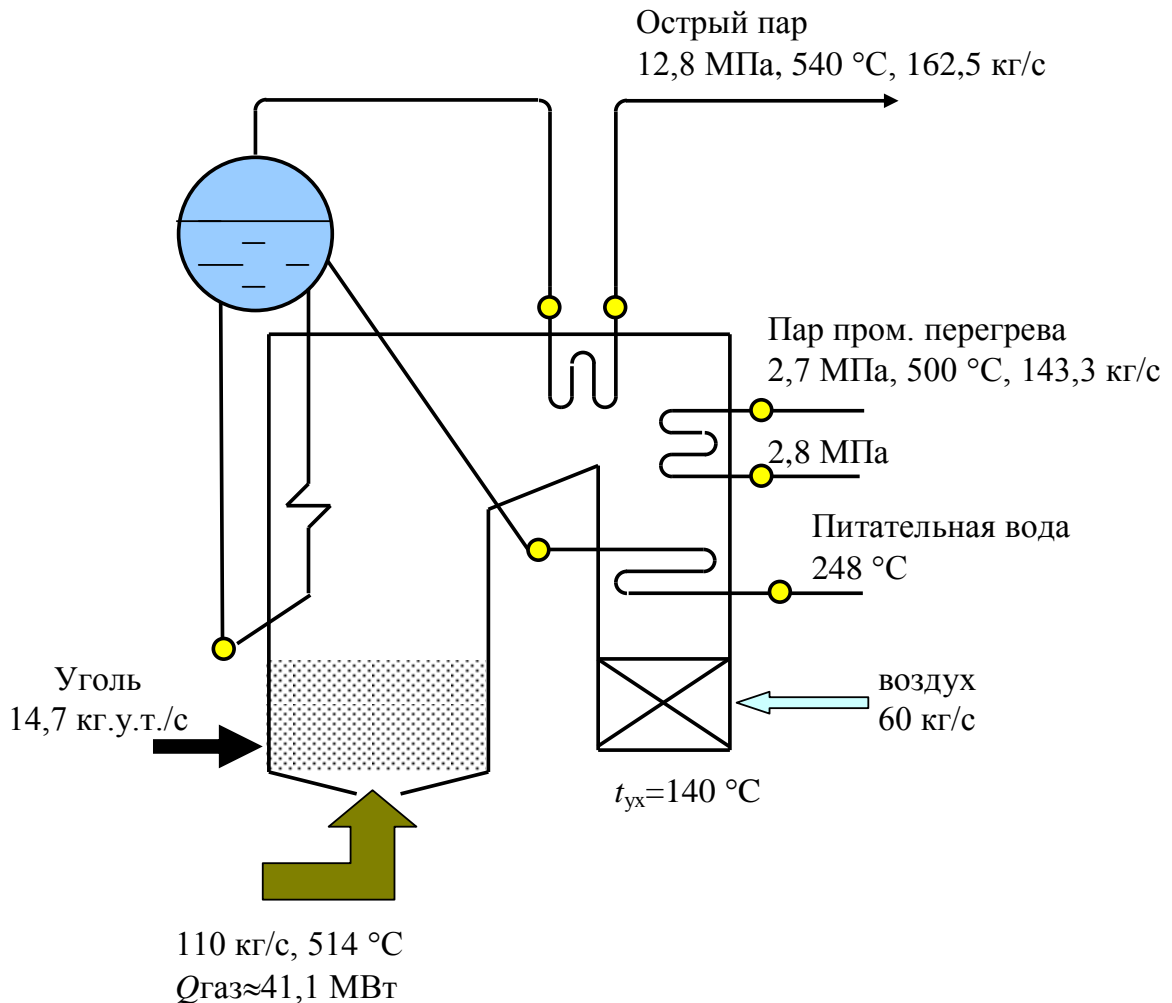 Острый пар
12,8 МПа, 540 °С, 162,5 кг/с
Пар пром. перегрева
2,7 МПа, 500 °С, 143,3 кг/с
2,8 МПа
Питательная вода
248 °С
Уголь
14,7 кг.у.т./с
воздух
60 кг/с
tух=140 °С
110 кг/с, 514 °С
Qгаз≈41,1 МВт